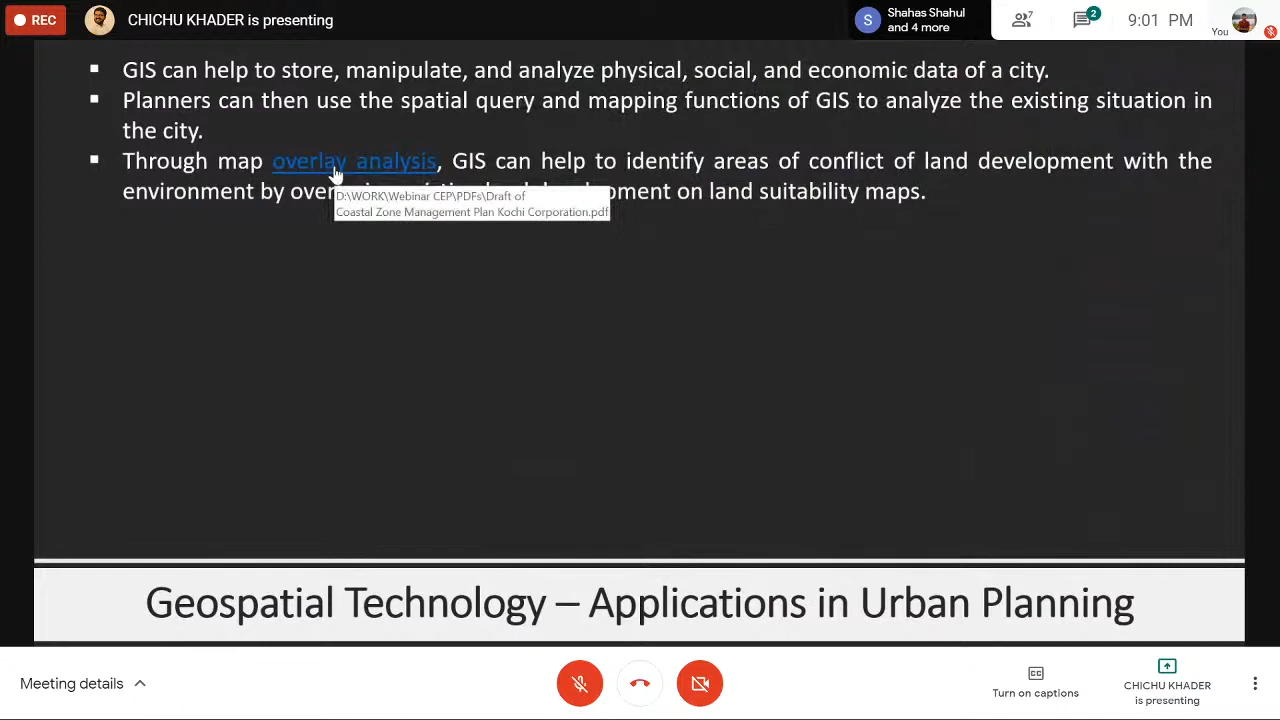 REC
CHICHU KHADER is presenting
S
Shahas Shahul
and 4 more
7
2
9:01 PM
You
GIS can help to store, manipulate, and analyze physical, social, and economic data of a city.
Planners can then use the spatial query and mapping functions of GIS to analyze the existing situation in
the city.
Through map overlay analysis, GIS can help to identify areas of conflict of land development with the
environment by on land suitability maps.
D:\WORK\Webinar CEP\PDFs\Draft of
Coastal Zone Management Plan Kochi Corporation.pdf
Geospatial Technology – Applications in Urban Planning
Meeting details
CC
Turn on captions
CHICHU KHADER
is presenting